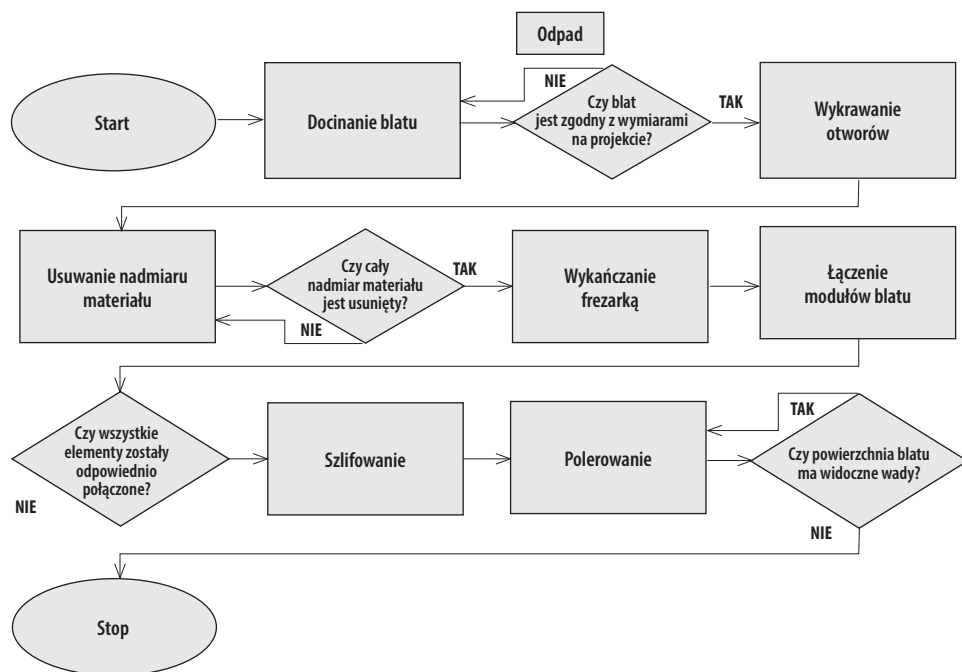 Odpad
Start
Docinanie blatu
NIE
Czy blat
jest zgodny z wymiarami
na projekcie?
TAK
Wykrawanie
otworów
Usuwanie nadmiaru
materiału
Czy cały
nadmiar materiału
jest usunięty?
NIE
TAK
Wykańczanie
frezarką
Łączenie
modułów blatu
Czy wszystkie
elementy zostały
odpowiednio
połączone?
NIE
Szlifowanie
Polerowanie
TAK
Czy powierzchnia blatu
ma widoczne wady?
NIE
Stop